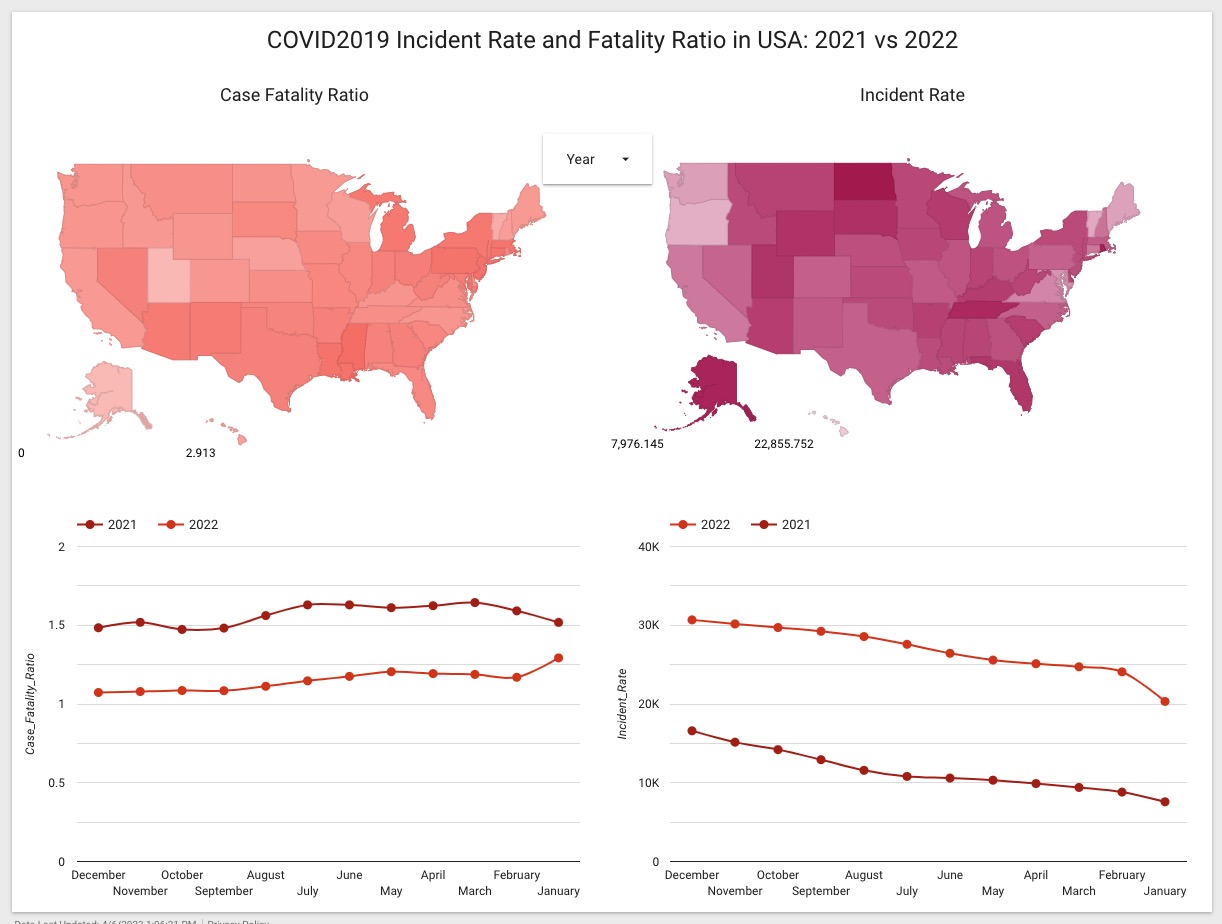 COVID2019 Incident Rate and Fatality Ratio in USA: 2021 vs 2022
Case Fatality Ratio
Incident Rate
Year
0
2.913
7,976.145
22,855.752
2021
2022
2
1.5
1
0.5
0
Case_Fatality_Ratio
December
November
October
September
August
July
June
May
April
March
February
January
2022
2021
40K
30K
20K
10K
0
Incident_Rate
December
November
October
September
August
July
June
May
April
March
February
January
Data Last Updated: 4/6/2023 1:06:21 PM | Privacy Policy